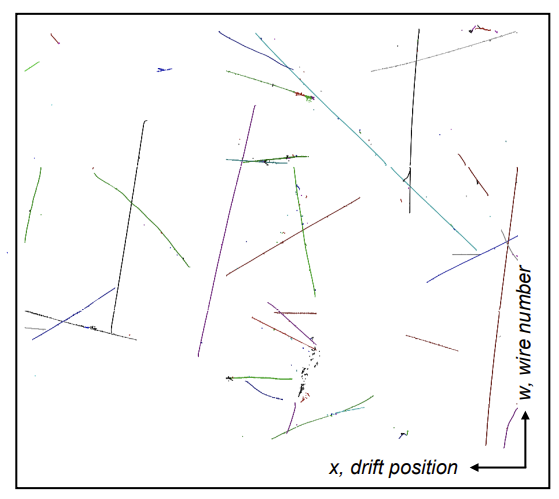 w, wire number
x, drift position